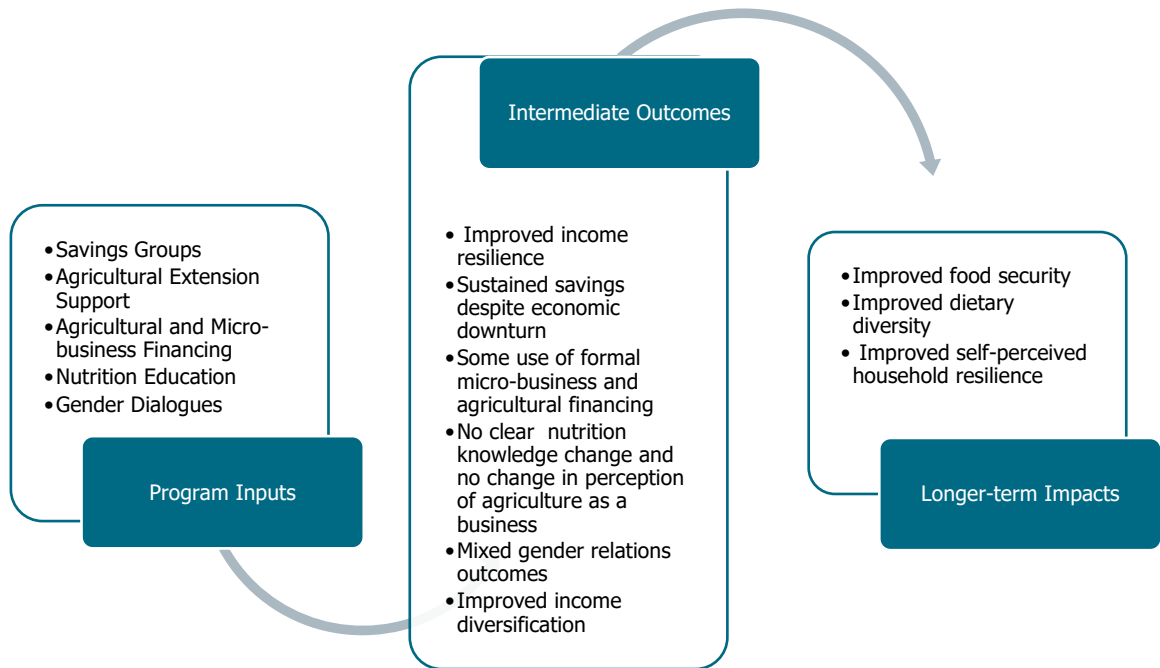 • Savings Groups
• Agricultural Extension
Support
• Agricultural and Micro-
business Financing
• Nutrition Education
• Gender Dialogues
Program Inputs
Intermediate Outcomes
• Improved income
resilience
• Sustained savings
despite economic
downturn
• Some use of formal
micro-business and
agricultural financing
• No clear nutrition
knowledge change and
no change in perception
of agriculture as a
business
• Mixed gender relations
outcomes
• Improved income
diversification
• Improved food security
• Improved dietary
diversity
• Improved self-perceived
household resilience
Longer-term Impacts